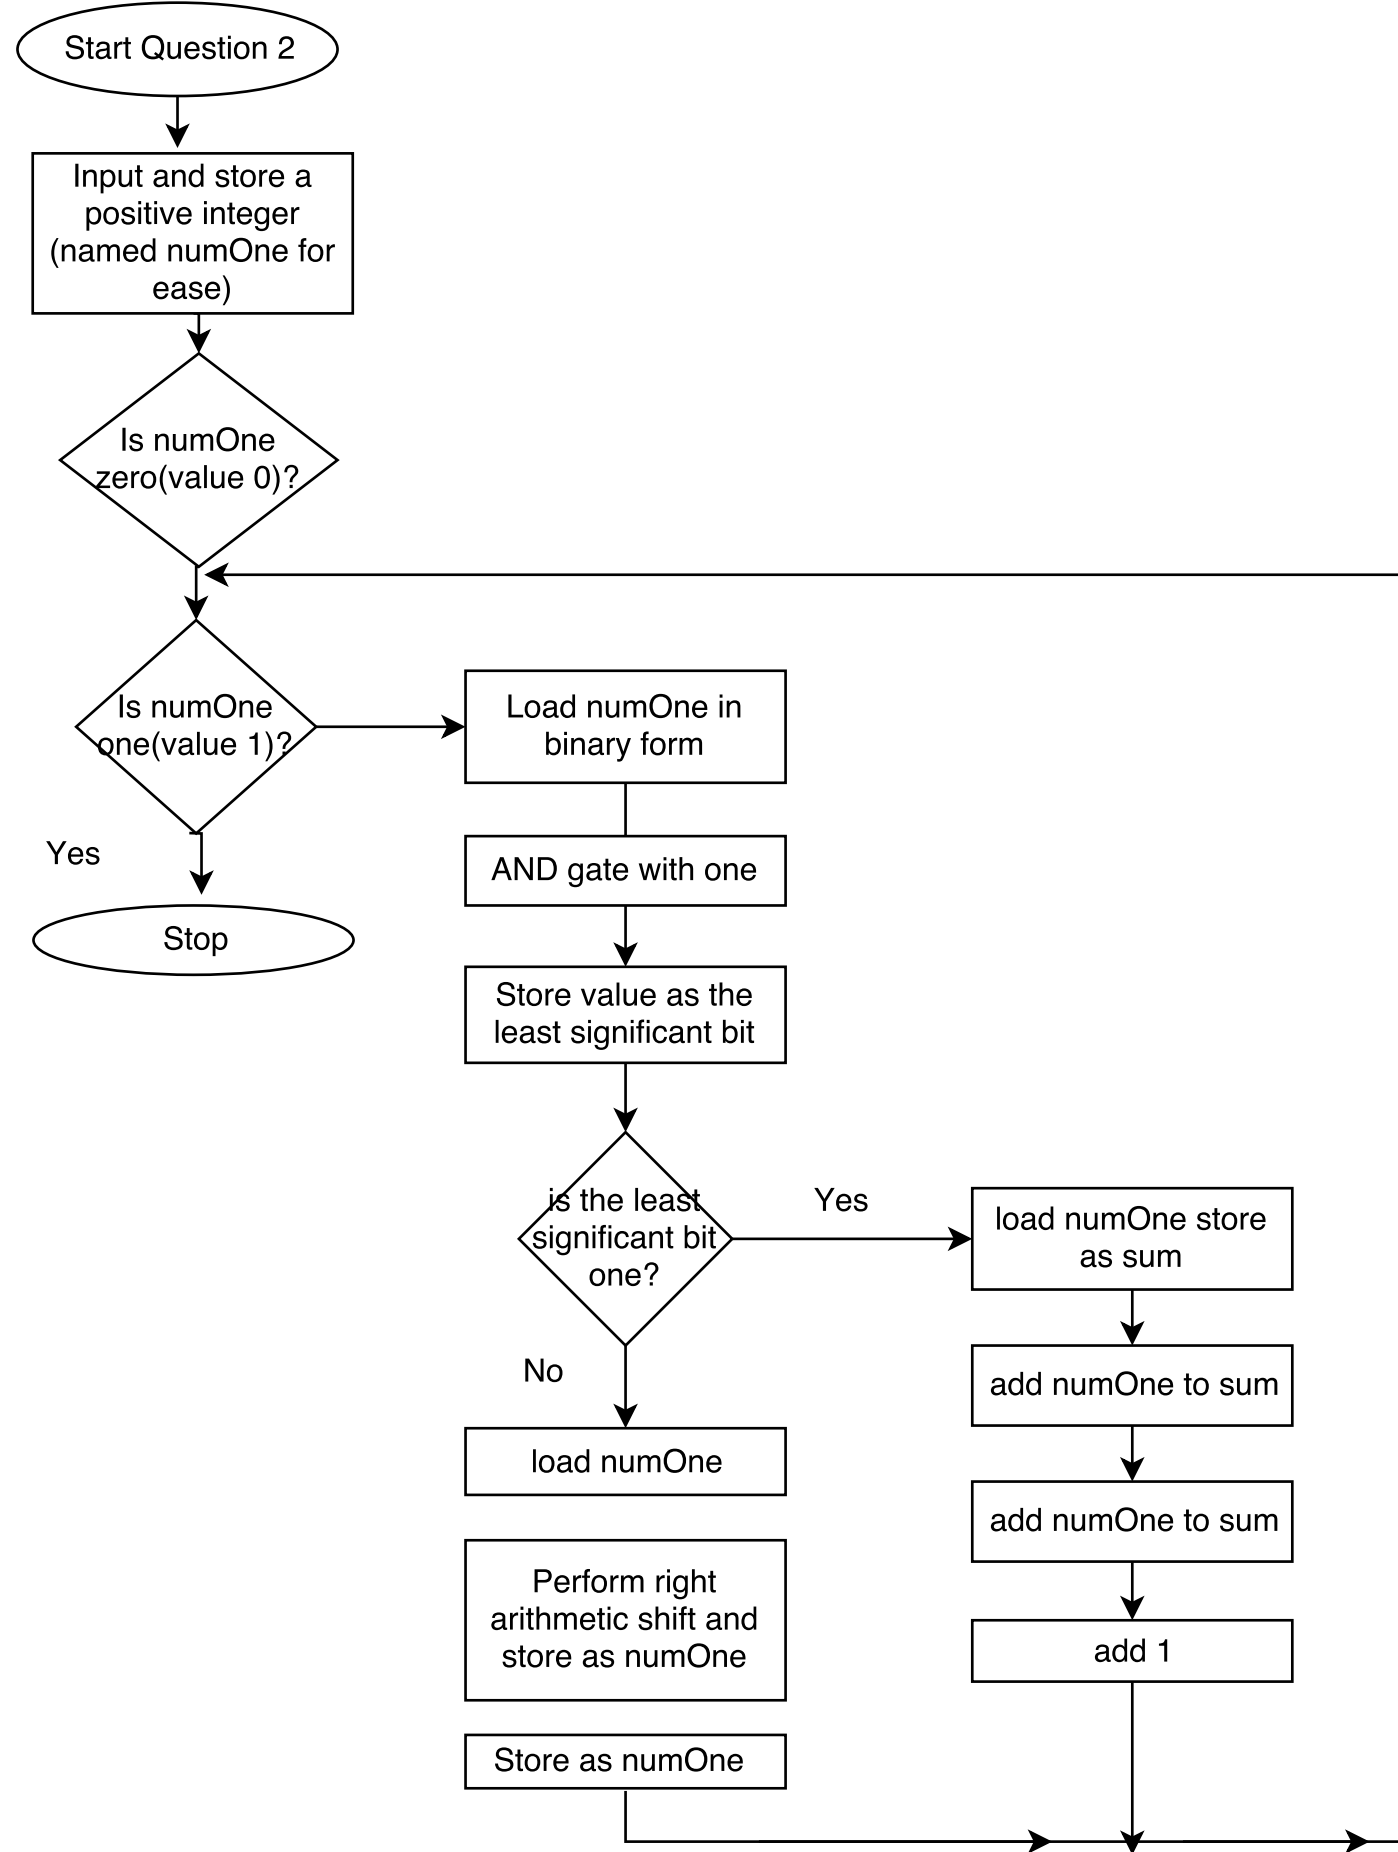 Start Question 2
Input and store a
positive integer
(named numOne for
ease)
Is numOne
zero(value 0)?
Is numOne
one(value 1)?
Yes
Stop
Load numOne in
binary form
AND gate with one
Store value as the
least significant bit
is the least
significant bit
one?
Yes
No
load numOne
Perform right
arithmetic shift and
store as numOne
Store as numOne
load numOne store
as sum
add numOne to sum
add numOne to sum
add 1